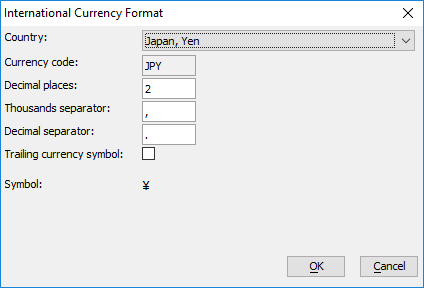 International Currency Format
Country: Japan, Yen
Currency code: JPY
Decimal places: 2
Thousands separator: ,
Decimal separator: .
Trailing currency symbol:
Symbol: ¥
OK Cancel